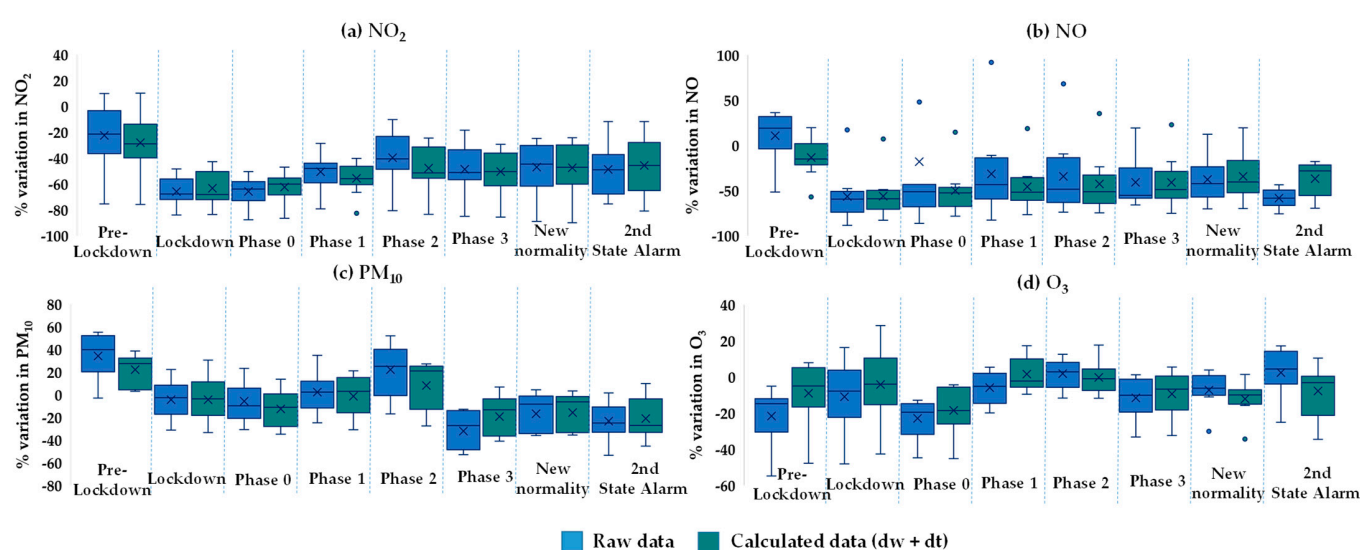 (a) NO₂
% variation in NO₂
40
20
0
-20
-40
-60
-80
-100
Pre-
Lockdown
Lockdown
Phase 0
Phase 1
Phase 2
Phase 3
New
normality
2nd
State Alarm
(b) NO
% variation in NO
100
50
0
-50
-100
Pre-
Lockdown
Lockdown
Phase 0
Phase 1
Phase 2
Phase 3
New
normality
2nd
State Alarm
(c) PM₁₀
% variation in PM₁₀
80
60
40
20
0
-20
-40
-60
-80
Pre-
Lockdown
Lockdown
Phase 0
Phase 1
Phase 2
Phase 3
New
normality
2nd
State Alarm
(d) O₃
% variation in O₃
40
20
0
-20
-40
-60
Pre-
Lockdown
Lockdown
Phase 0
Phase 1
Phase 2
Phase 3
New
normality
2nd
State Alarm
Raw data
Calculated data (dw + dt)